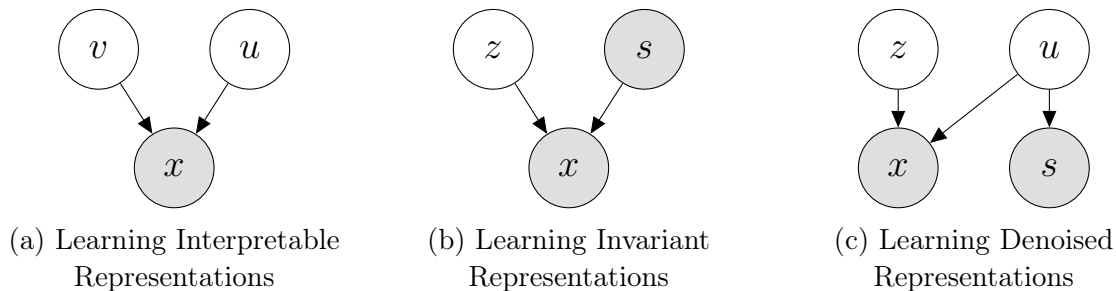 v u z s z u
x x x s
(a) Learning Interpretable (b) Learning Invariant (c) Learning Denoised
Representations Representations Representations